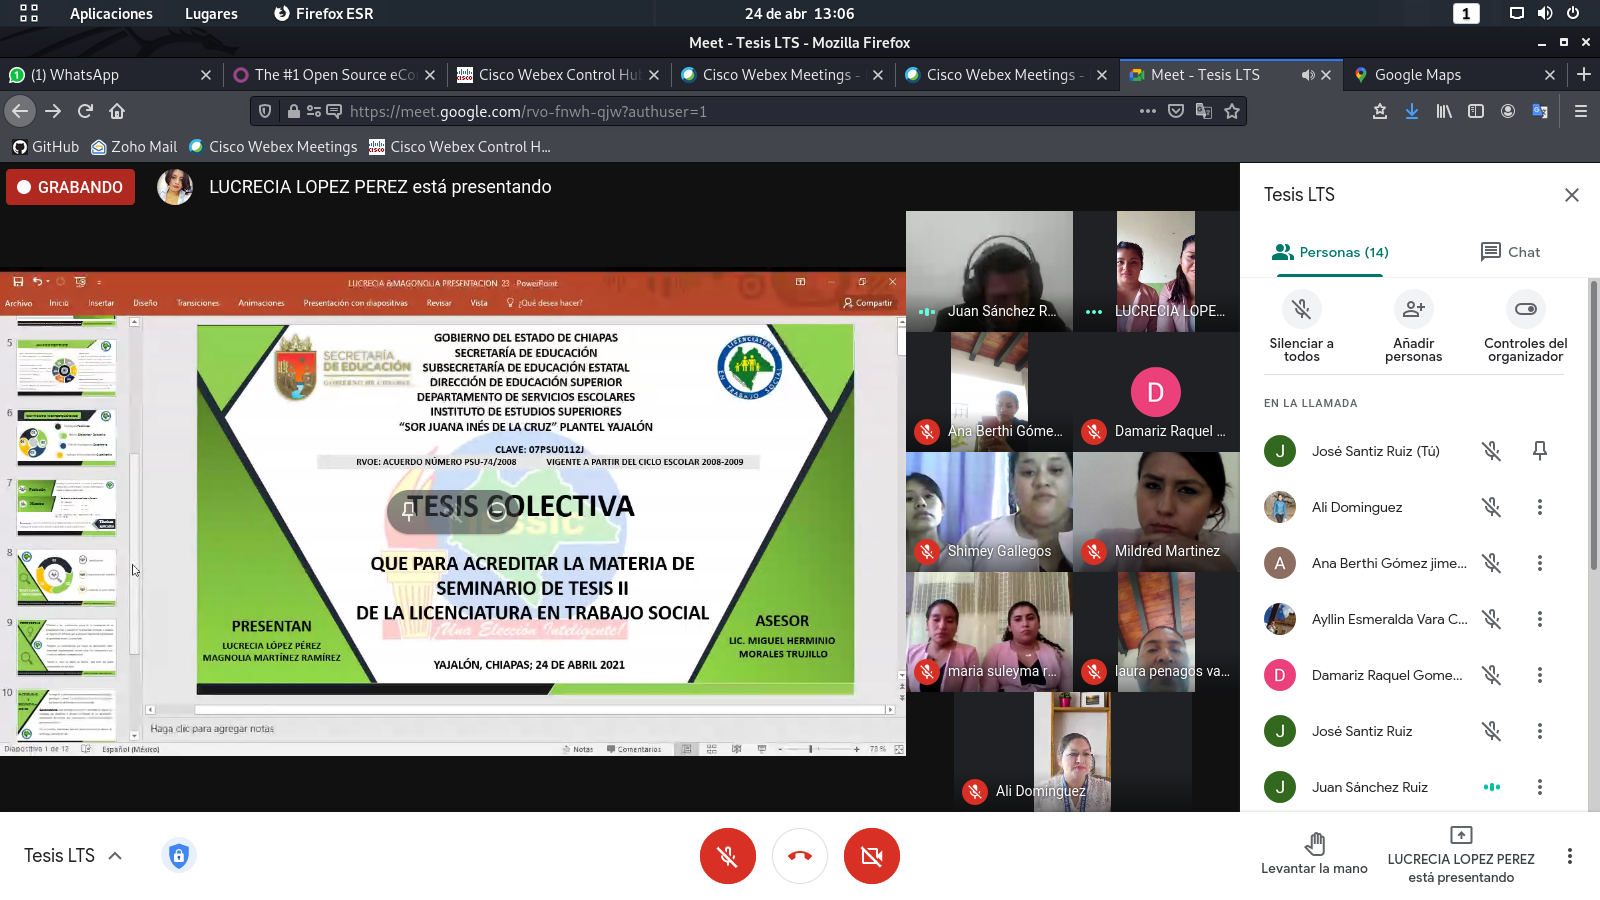 Aplicaciones
Lugares
Firefox ESR
24 de abr 13:06
1
Meet - Tesis LTS - Mozilla Firefox
(1) WhatsApp
The #1 Open Source eCo
Cisco Webex Control Hu
Cisco Webex Meetings -
Cisco Webex Meetings -
Meet - Tesis LTS
Google Maps
https://meet.google.com/rvo-fnwh-qjw?authuser=1
GitHub
Zoho Mail
Cisco Webex Meetings
Cisco Webex Control H...
GRABANDO
LUCRECIA LOPEZ PEREZ está presentando
LUCRECIA &MAGONOLIA PRESENTACION 23 - PowerPoint
Archivo
Inicio
Insertar
Diseño
Transiciones
Animaciones
Presentación con diapositivas
Revisar
Vista
¿Qué desea hacer?
Compartir
5
6
7
8
9
10
SECRETARÍA
DE EDUCACIÓN
GOBIERNO DE CHIAPAS
GOBIERNO DEL ESTADO DE CHIAPAS
SECRETARÍA DE EDUCACIÓN
SUBSECRETARÍA DE EDUCACIÓN ESTATAL
DIRECCIÓN DE EDUCACIÓN SUPERIOR
DEPARTAMENTO DE SERVICIOS ESCOLARES
INSTITUTO DE ESTUDIOS SUPERIORES
“SOR JUANA INÉS DE LA CRUZ” PLANTEL YAJALÓN
LICENCIATURA
EN TRABAJO SOCIAL
CLAVE: 07PSU0112J
RVOE: ACUERDO NÚMERO PSU-74/2008 VIGENTE A PARTIR DEL CICLO ESCOLAR 2008-2009
TESIS COLECTIVA
QUE PARA ACREDITAR LA MATERIA DE
SEMINARIO DE TESIS II
DE LA LICENCIATURA EN TRABAJO SOCIAL
¡Una Elección Inteligente!
PRESENTAN
LUCRECIA LÓPEZ PÉREZ
MAGNOLIA MARTÍNEZ RAMÍREZ
ASESOR
LIC. MIGUEL HERMINIO
MORALES TRUJILLO
YAJALÓN, CHIAPAS; 24 DE ABRIL 2021
Haga clic para agregar notas
Diapositiva 1 de 12
Español (México)
Notas
Comentarios
75 %
Juan Sánchez R...
LUCRECIA LOPE...
Ana Berthi Góme...
D
Damariz Raquel ...
Shimey Gallegos
Mildred Martinez
maria suleyma r...
laura penagos va...
Ali Dominguez
Tesis LTS
Personas (14)
Chat
Silenciar a
todos
Añadir
personas
Controles del
organizador
EN LA LLAMADA
J
José Santiz Ruiz (Tú)
Ali Dominguez
A
Ana Berthi Gómez jime...
Ayllin Esmeralda Vara C...
D
Damariz Raquel Gome...
J
José Santiz Ruiz
J
Juan Sánchez Ruiz
Tesis LTS
Levantar la mano
LUCRECIA LOPEZ PEREZ
está presentando